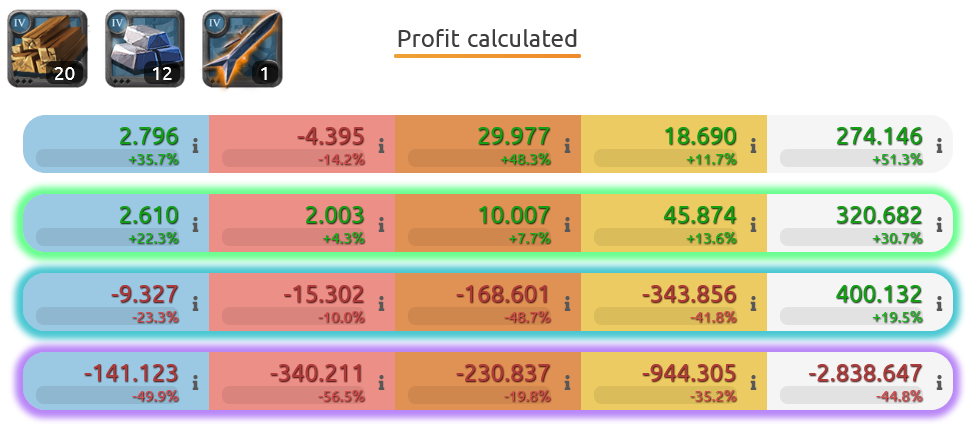 IV IV IV
20 12 1
Profit calculated
2.796 -4.395 29.977 18.690 274.146
+35.7% -14.2% +48.3% +11.7% +51.3%
2.610 2.003 10.007 45.874 320.682
+22.3% +4.3% +7.7% +13.6% +30.7%
-9.327 -15.302 -168.601 -343.856 400.132
-23.3% -10.0% -48.7% -41.8% +19.5%
-141.123 -340.211 -230.837 -944.305 -2.838.647
-49.9% -56.5% -19.8% -35.2% -44.8%